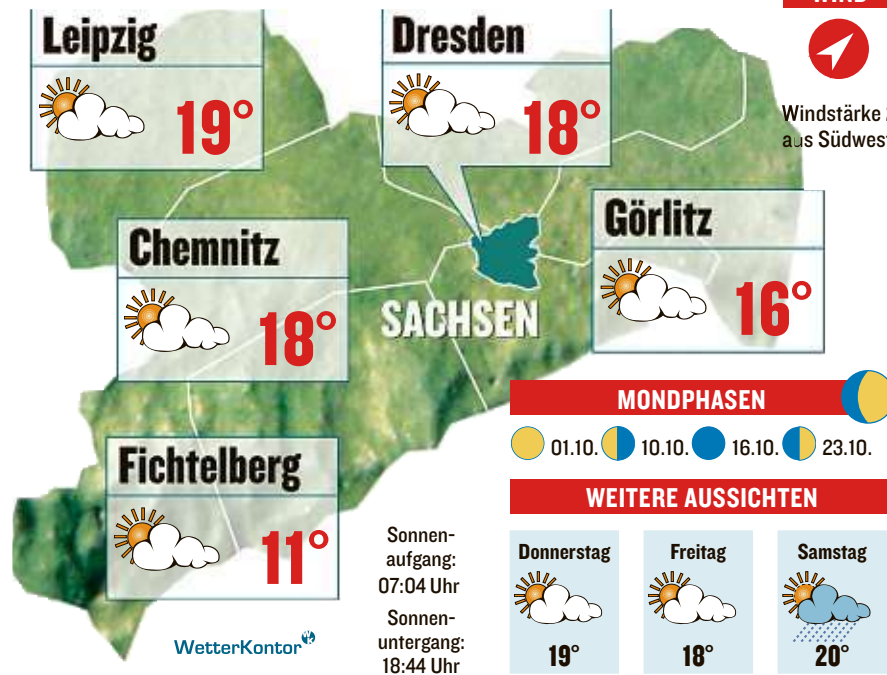 Leipzig
19°
Dresden
18°
Windstärke
aus Südwest
Chemnitz
18°
Görlitz
16°
SACHSEN
Fichtelberg
11°
MONDPHASEN
01.10. 10.10. 16.10. 23.10.
WEITERE AUSSICHTEN
Donnerstag
19°
Freitag
18°
Samstag
20°
Sonnen-
aufgang:
07:04 Uhr
Sonnen-
untergang:
18:44 Uhr
WetterKontor